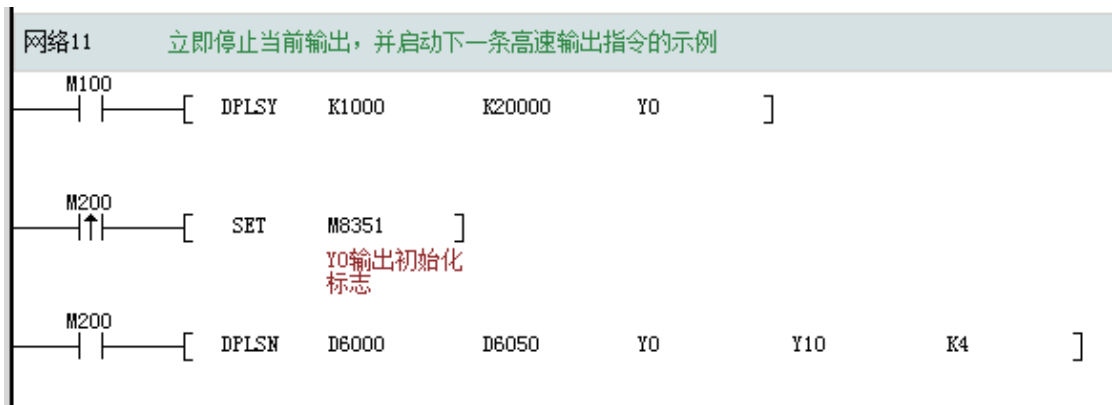 网络11 立即停止当前输出，并启动下一条高速输出指令的示例
M100
[ DPLSY K1000 K20000 Y0 ]
M200
[ SET M8351 ]
Y0输出初始化
标志
M200
[ DPLSN D6000 D6050 Y0 Y10 K4 ]